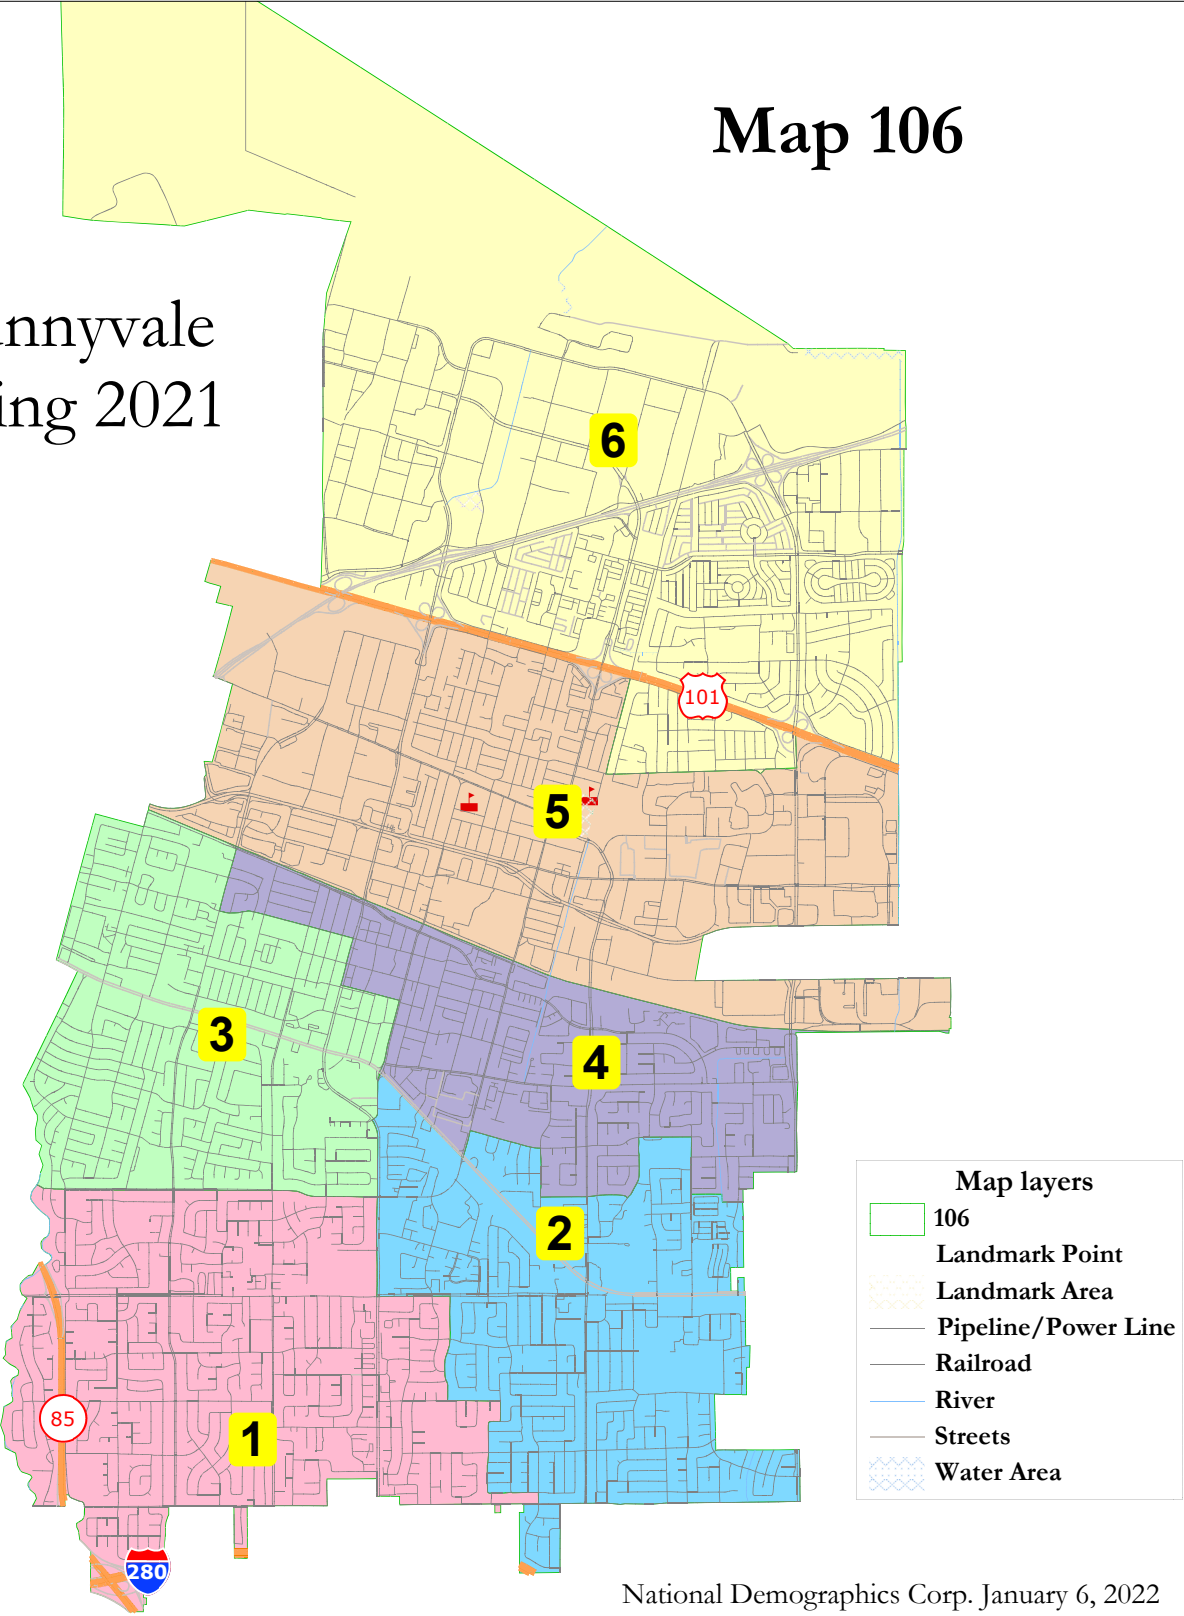 Map 106
nnyvale
ing 2021
6
101
5
3
4
2
1
85
280
Map layers
106
Landmark Point
Landmark Area
Pipeline/Power Line
Railroad
River
Streets
Water Area
National Demographics Corp. January 6, 2022